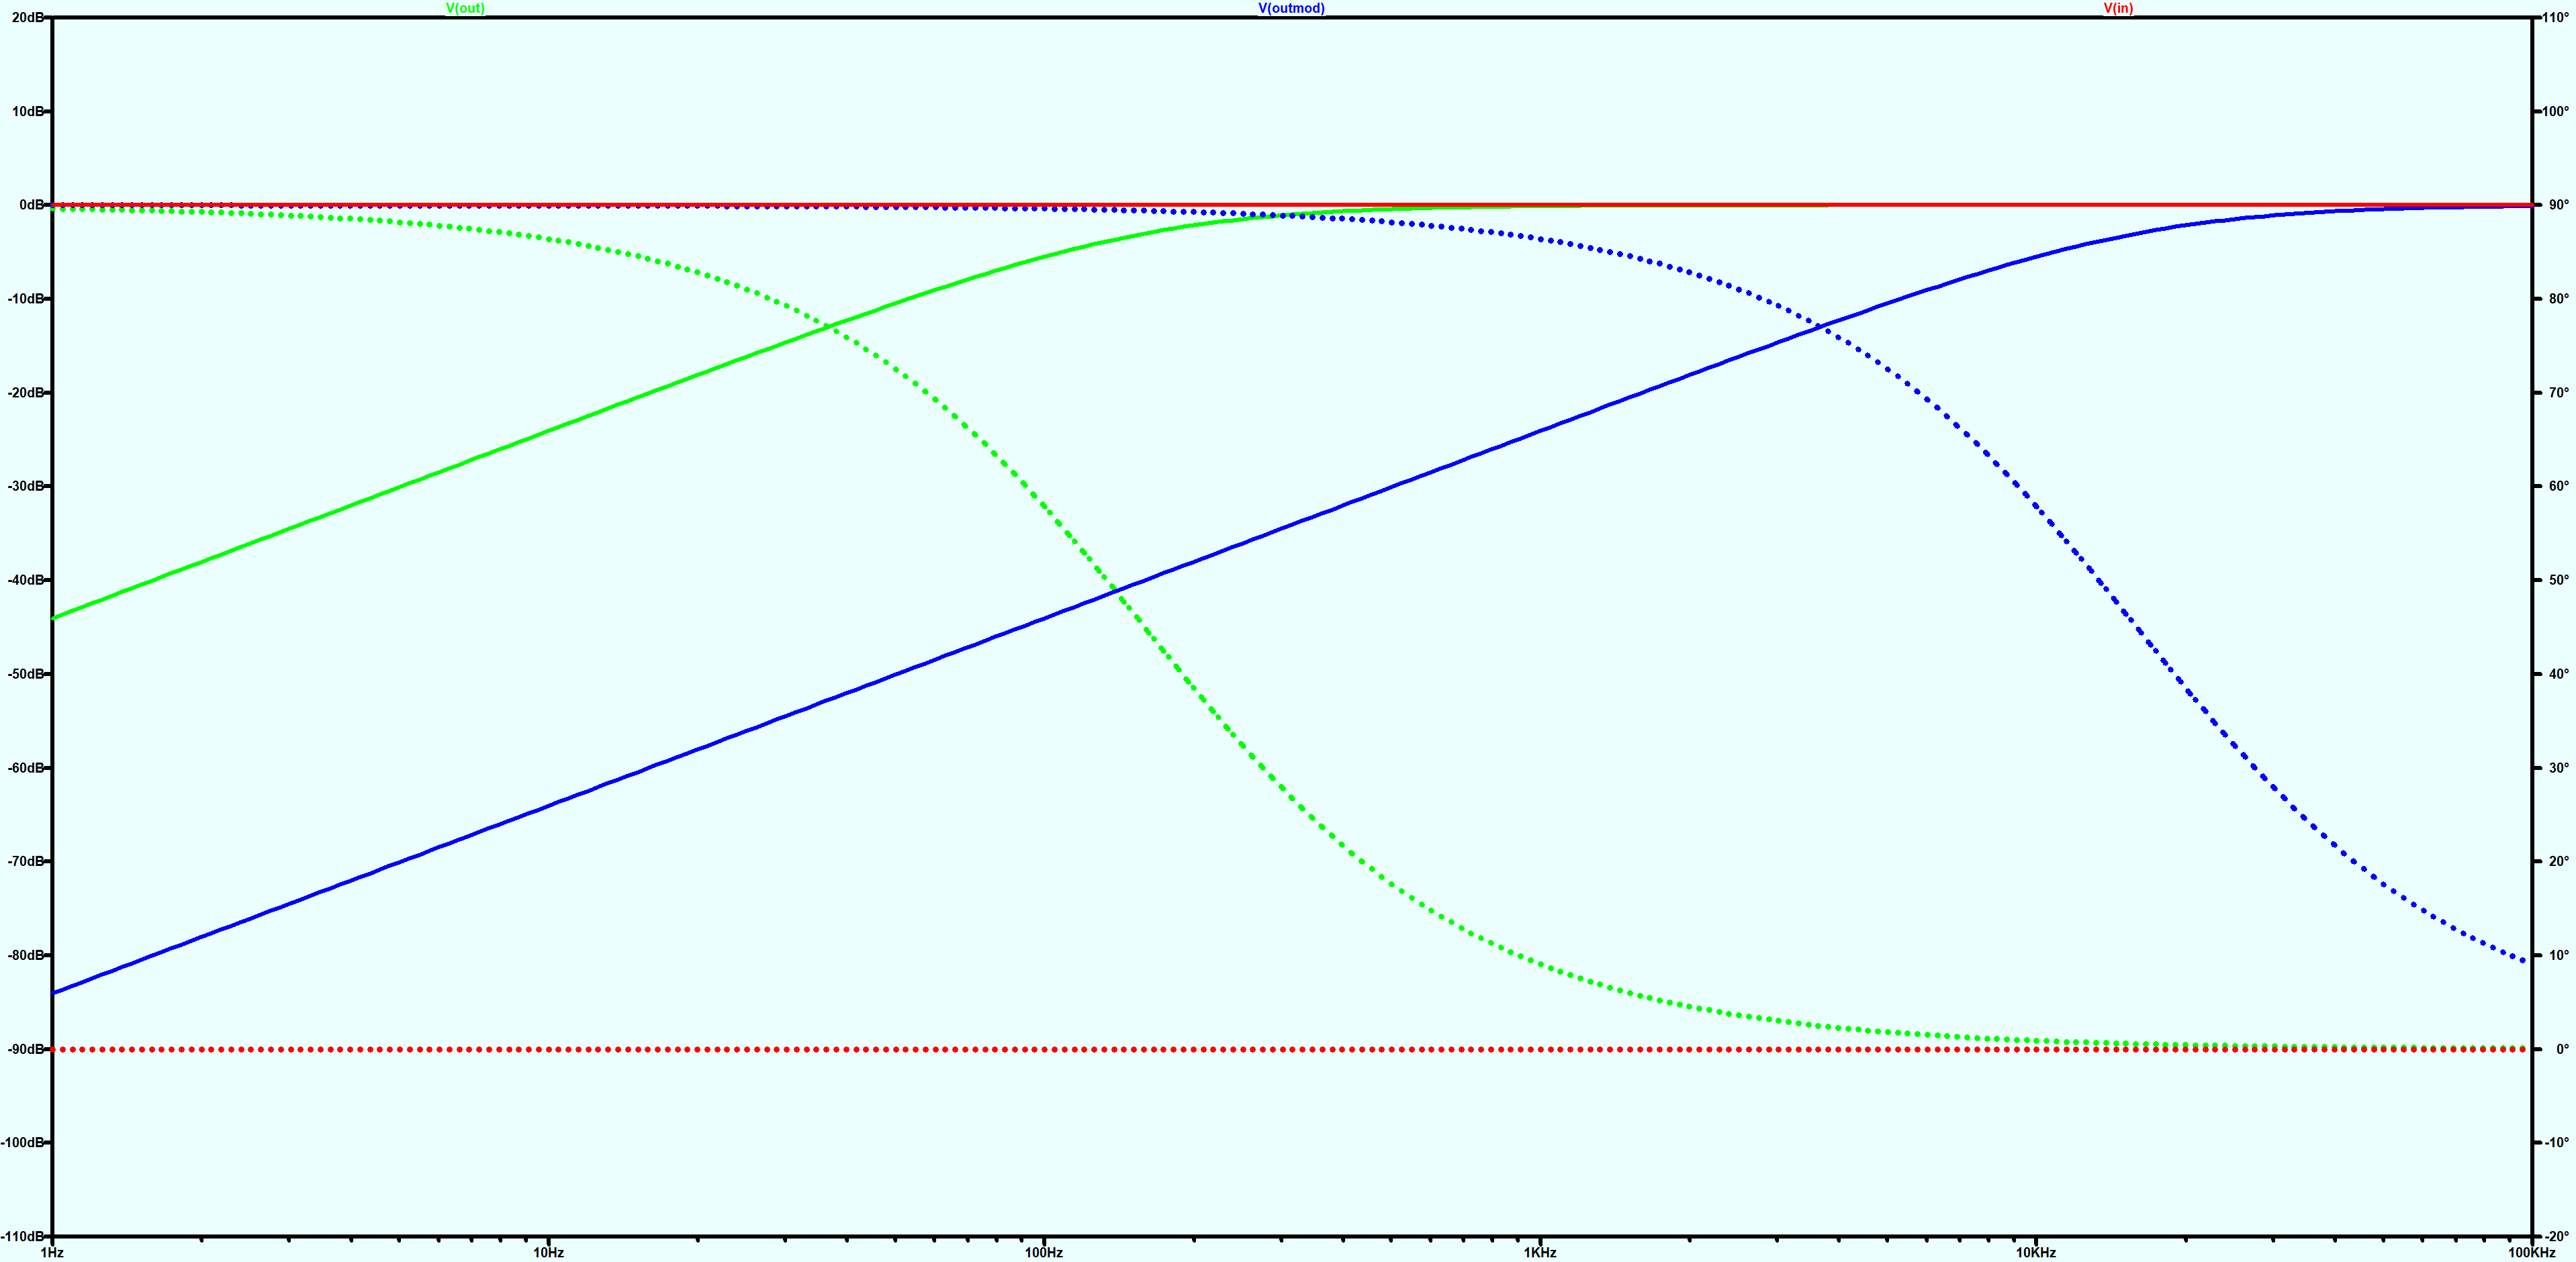 V(out) V(outmod) V(in)
20dB 110°
10dB 100°
0dB 90°
-10dB 80°
-20dB 70°
-30dB 60°
-40dB 50°
-50dB 40°
-60dB 30°
-70dB 20°
-80dB 10°
-90dB 0°
-100dB -10°
-110dB -20°
1Hz 10Hz 100Hz 1KHz 10KHz 100KHz